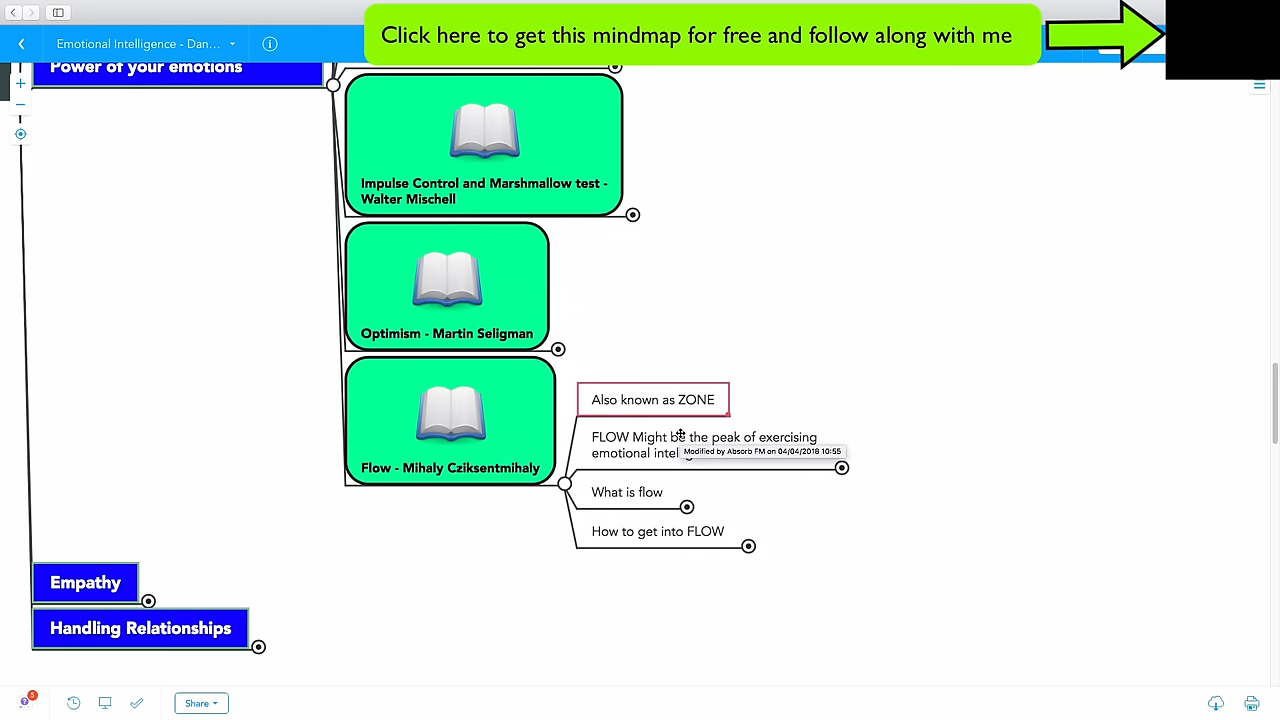 Click here to get this mindmap for free and follow along with me
Emotional Intelligence - Dan...
Power of your emotions
Impulse Control and Marshmallow test -
Walter Mischell
Optimism - Martin Seligman
Flow - Mihaly Cziksentmihaly
Also known as ZONE
FLOW Might be the peak of exercising
emotional
Modified by Absorb FM on 04/04/2018 10:55
What is flow
How to get into FLOW
Empathy
Handling Relationships
5
Share